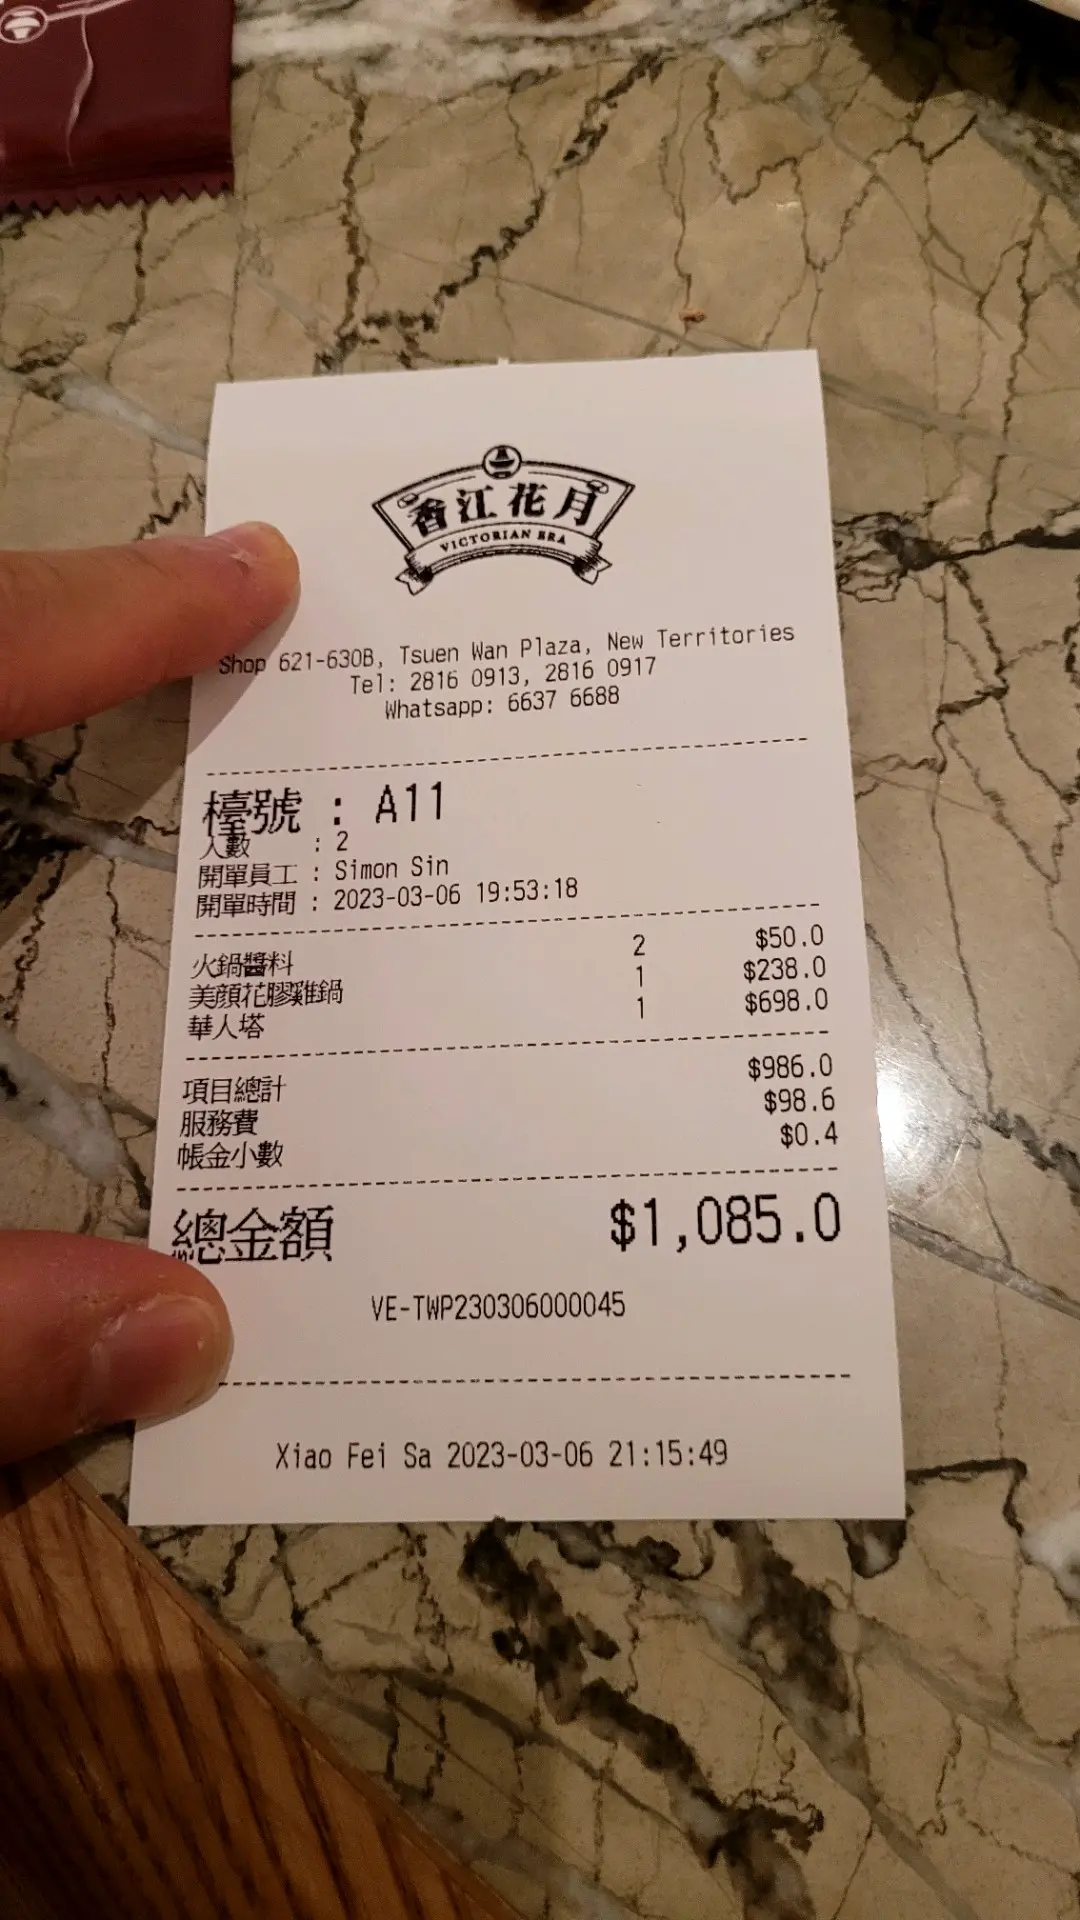 香江花月
VICTORIAN ERA
Shop 621-630B, Tsuen Wan Plaza, New Territories
Tel: 2816 0913, 2816 0917
Whatsapp: 6637 6688
檯號 : A11
人數 : 2
開單員工 : Simon Sin
開單時間 : 2023-03-06 19:53:18
火鍋醬料 2 $50.0
美顏花膠雞鍋 1 $238.0
華人塔 1 $698.0
項目總計 $986.0
服務費 $98.6
帳金小數 $0.4
總金額 $1,085.0
VE-TWP230306000045
Xiao Fei Sa 2023-03-06 21:15:49